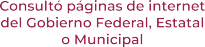 Consultó páginas de internet
del Gobierno Federal, Estatal
o Municipal